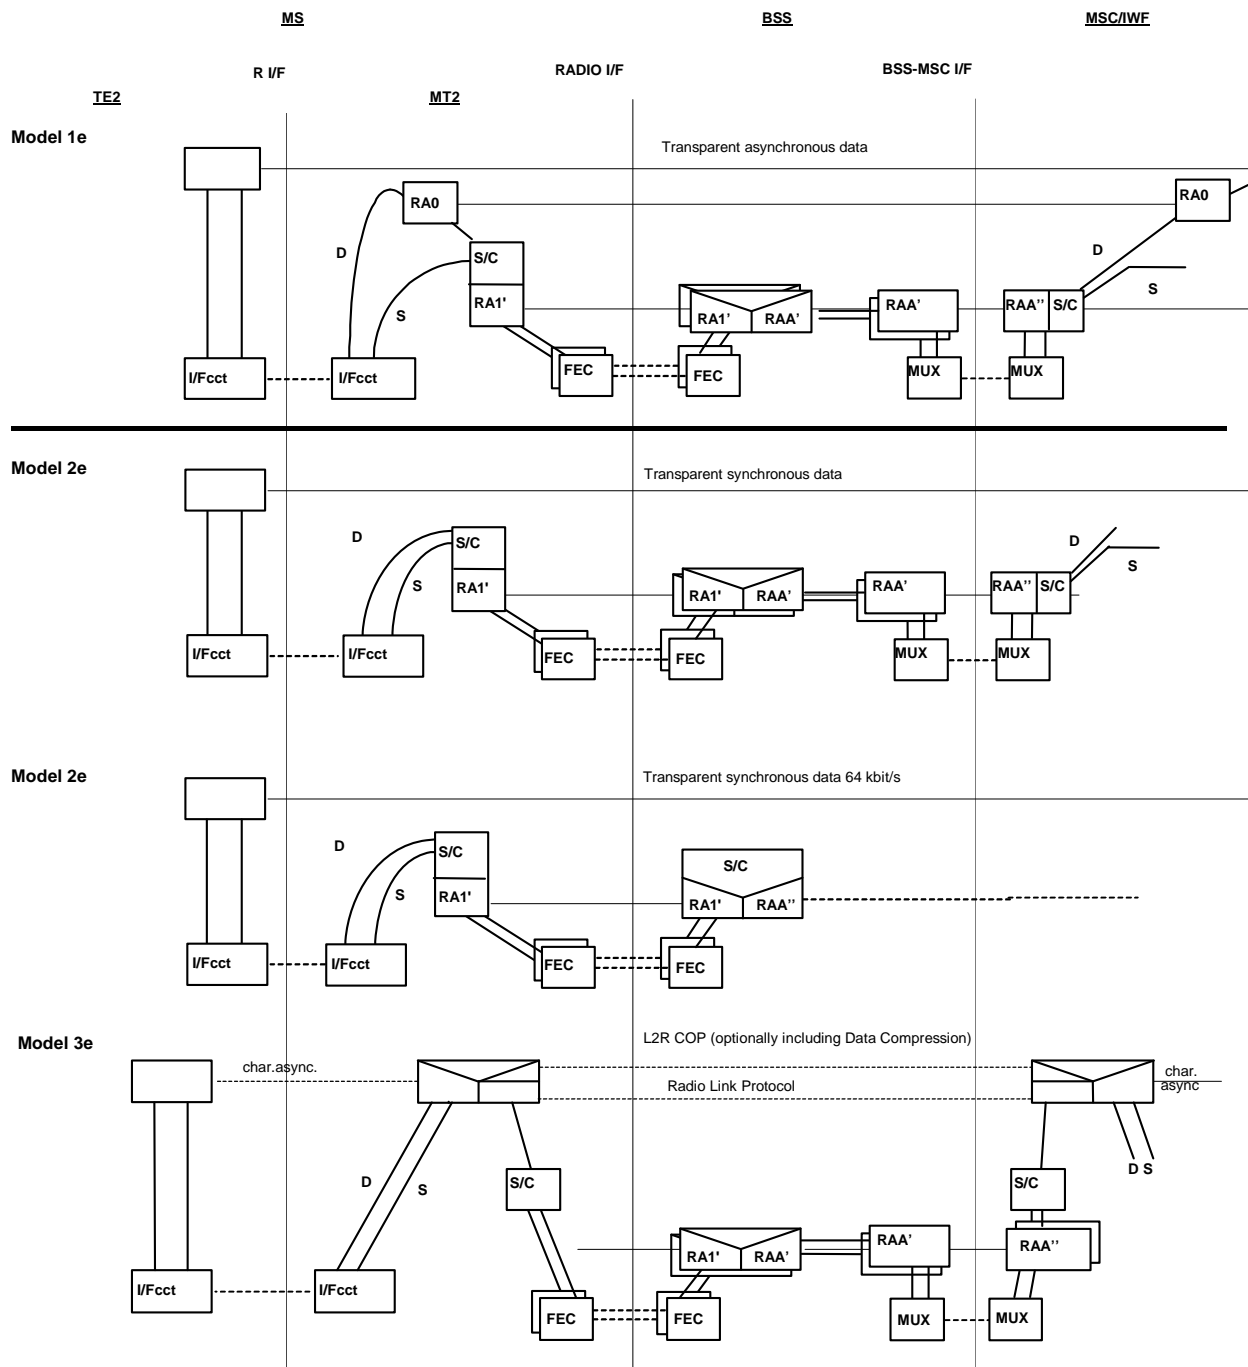 MS BSS MSC/IWF
R I/F RADIO I/F BSS-MSC I/F
TE2 MT2
Model 1e
Transparent asynchronous data
RA0 RA0
D D
S/C S
S RA1' RA1’ RAA’ RAA’ RAA’’ S/C
I/Fcct I/Fcct FEC FEC MUX MUX
Model 2e
Transparent synchronous data
D S/C D
S S
RA1' RA1' RAA’ RAA’ RAA’’ S/C
I/Fcct I/Fcct FEC FEC MUX MUX
Model 2e
Transparent synchronous data 64 kbit/s
D S/C S/C
S RA1' RA1' RAA’’
I/Fcct I/Fcct FEC FEC
Model 3e
L2R COP (optionally including Data Compression)
char.async. char.
Radio Link Protocol async
D S S/C S/C D S
RA1' RAA’ RAA’ RAA’’
I/Fcct I/Fcct FEC FEC MUX MUX